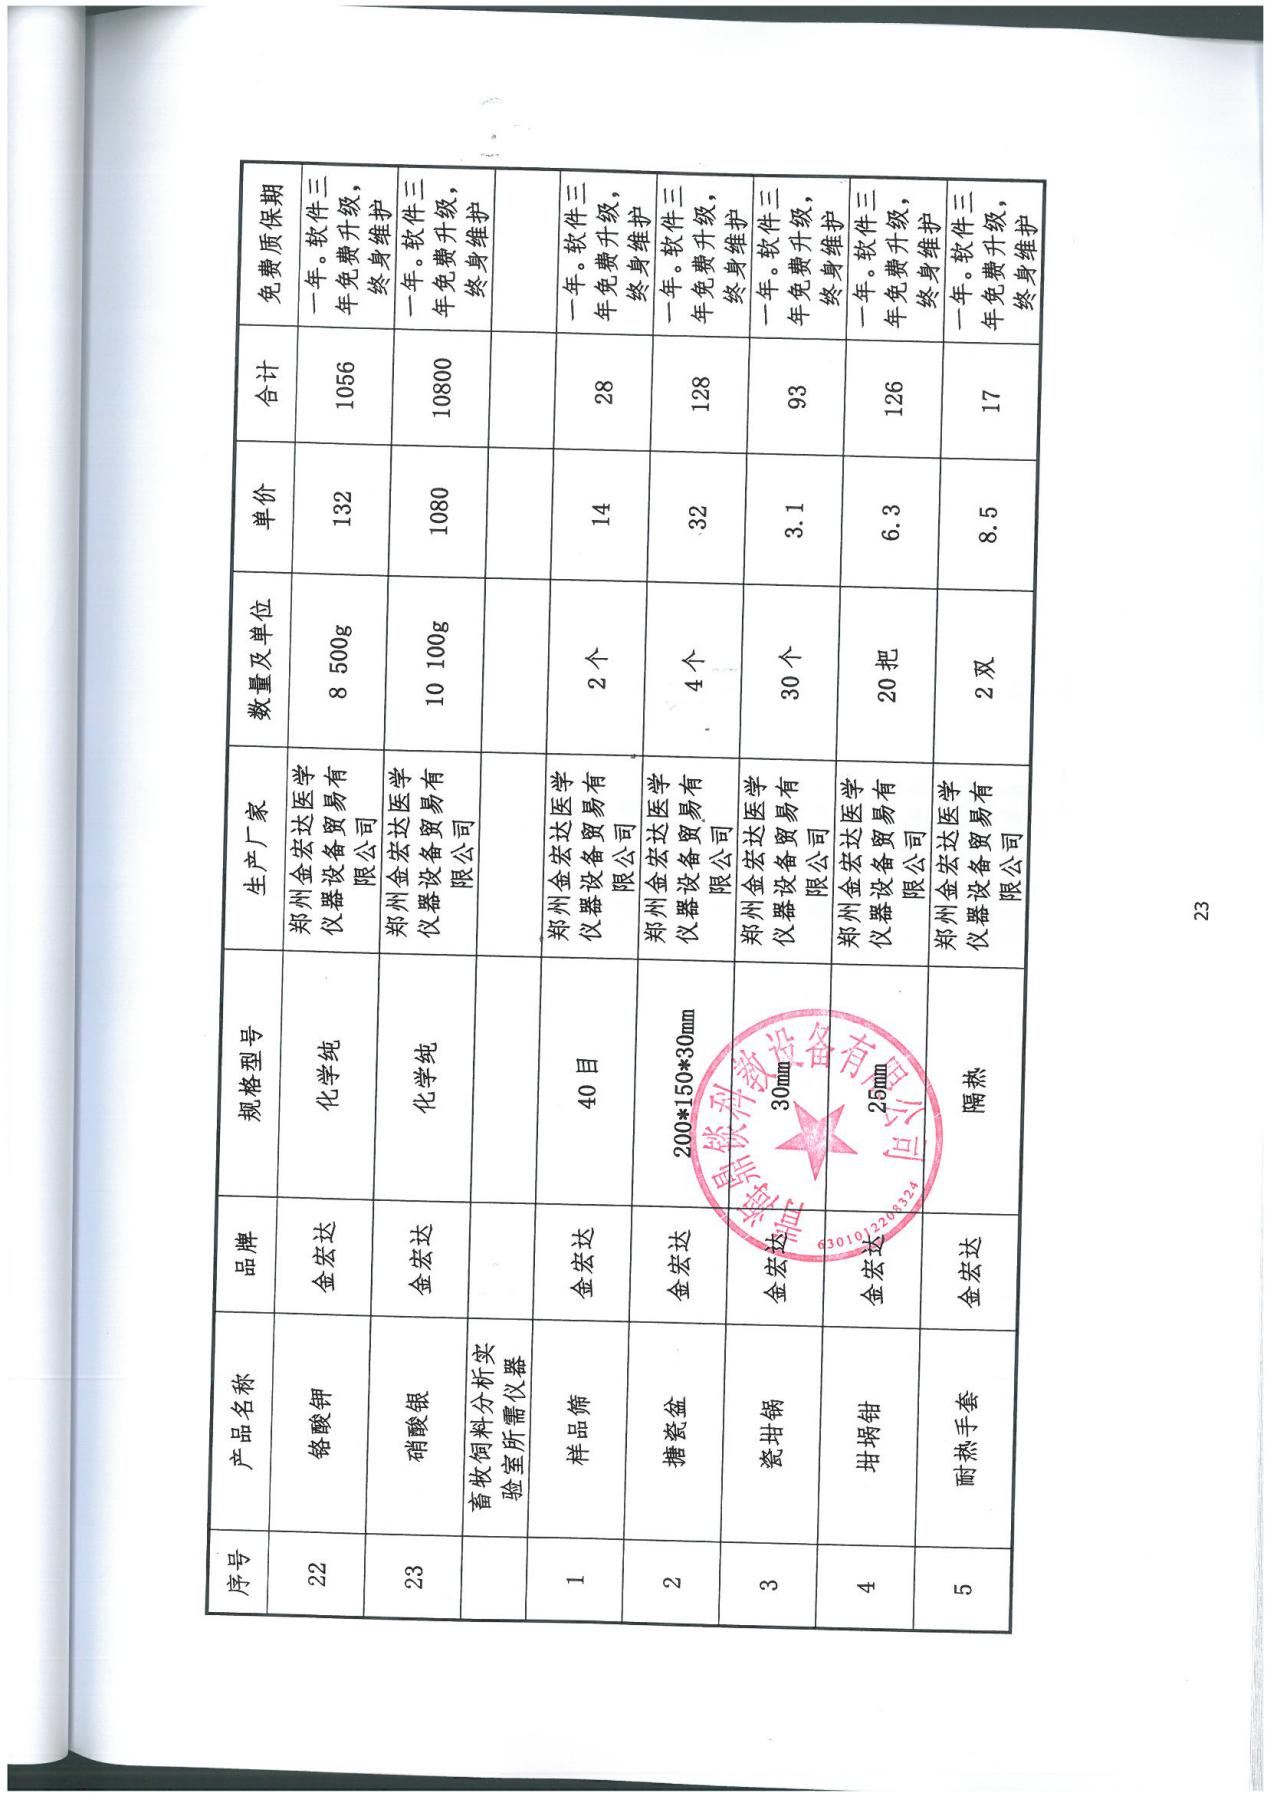 序号 产品名称 品牌 规格型号 生产厂家 数量及单位 单价 合计 免费质保期
22 铬酸钾 金宏达 化学纯 郑州金宏达医学仪器设备贸易有限公司 8 500g 132 1056 一年。软件三年免费升级，终身维护
23 硝酸银 金宏达 化学纯 郑州金宏达医学仪器设备贸易有限公司 10 100g 1080 10800 一年。软件三年免费升级，终身维护
畜牧饲料分析实验室所需仪器
1 样品筛 金宏达 40目 郑州金宏达医学仪器设备贸易有限公司 2个 14 28 一年。软件三年免费升级，终身维护
2 搪瓷盆 金宏达 200*150*30mm 郑州金宏达医学仪器设备贸易有限公司 4个 32 128 一年。软件三年免费升级，终身维护
3 瓷坩锅 金宏达 30mm 郑州金宏达医学仪器设备贸易有限公司 30个 3.1 93 一年。软件三年免费升级，终身维护
4 坩埚钳 金宏达 25mm 郑州金宏达医学仪器设备贸易有限公司 20把 6.3 126 一年。软件三年免费升级，终身维护
5 耐热手套 金宏达 隔热 郑州金宏达医学仪器设备贸易有限公司 2双 8.5 17 一年。软件三年免费升级，终身维护
青海鼎锬科教设备有限公司
6301012208324
23